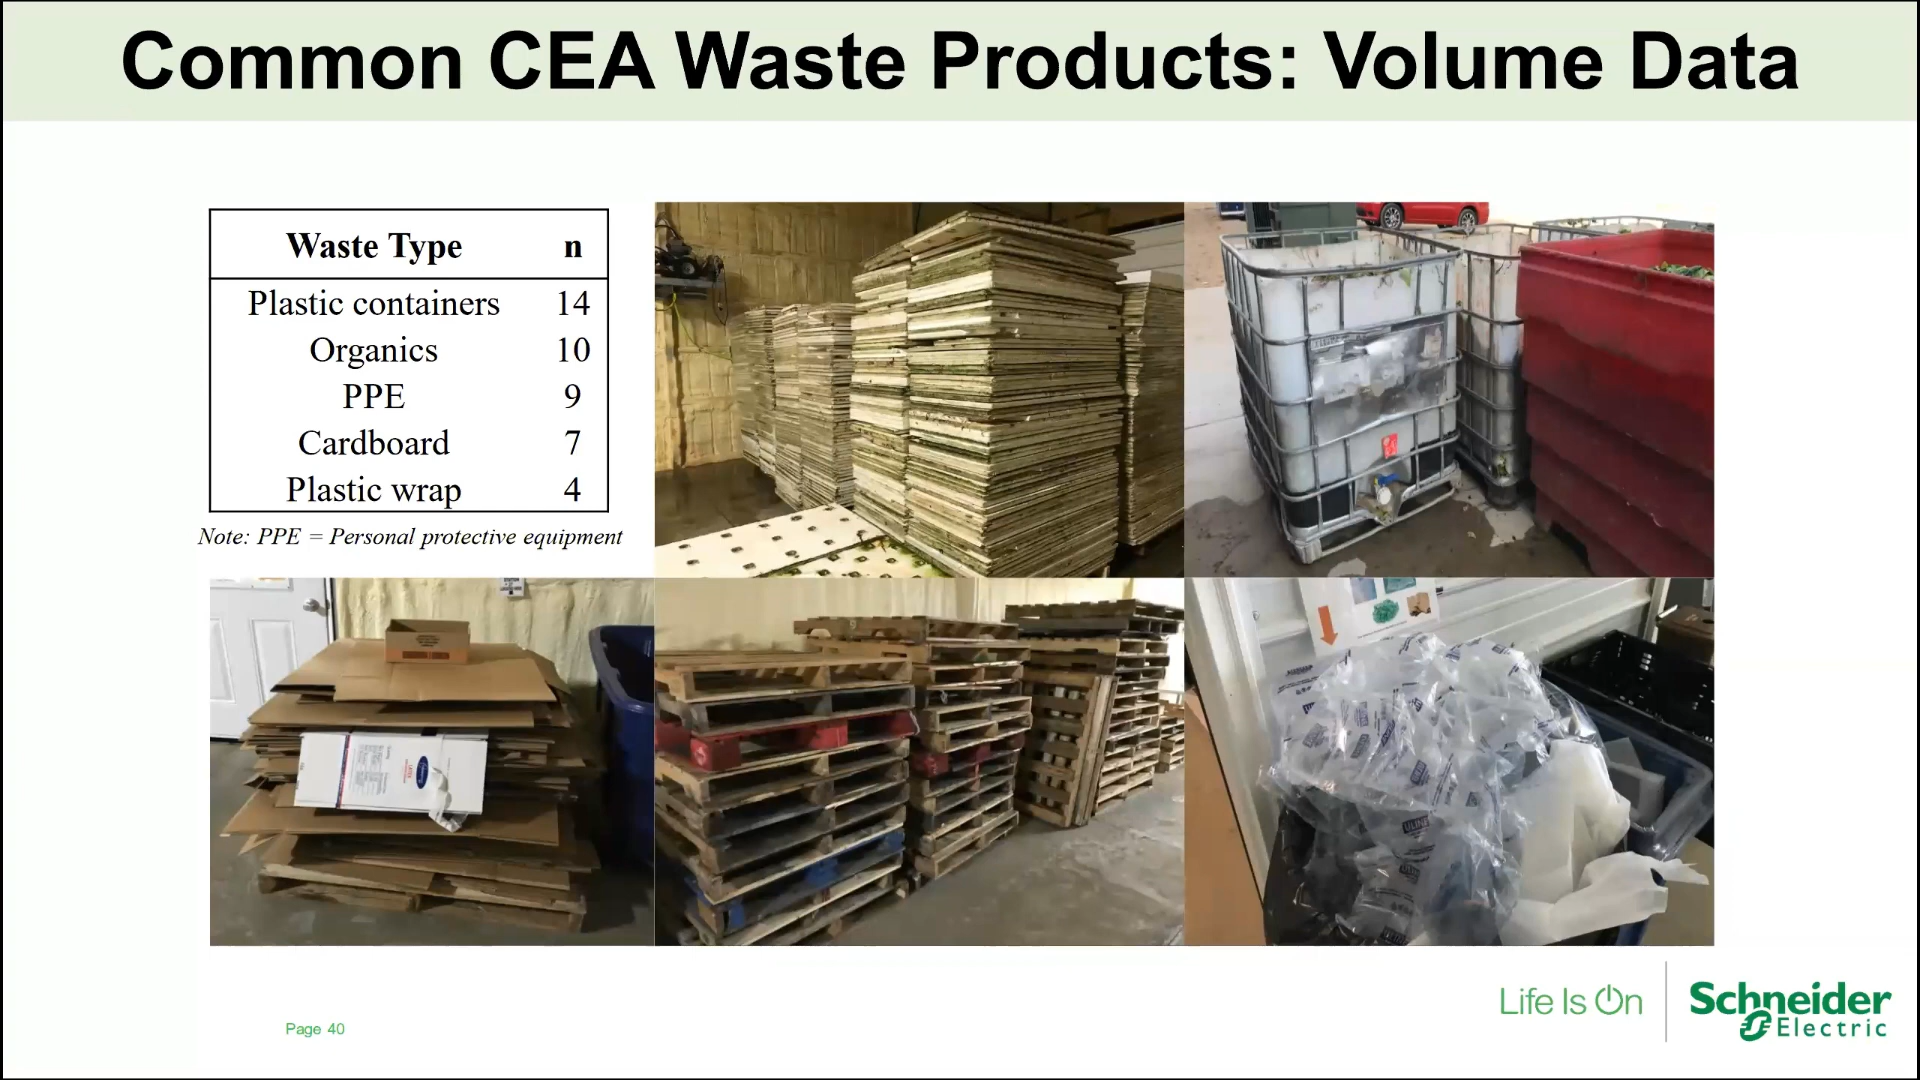 Common CEA Waste Products: Volume Data
Waste Type n
Plastic containers 14
Organics 10
PPE 9
Cardboard 7
Plastic wrap 4
Note: PPE = Personal protective equipment
ULINE
Page 40
Life Is On
Schneider
Electric